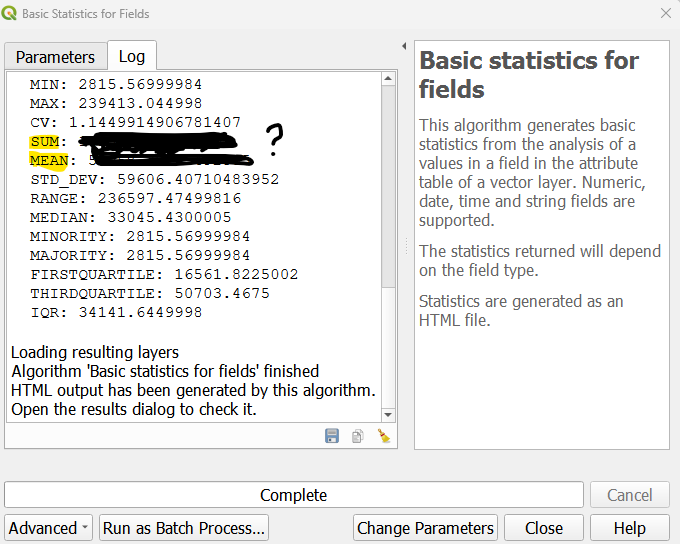 Basic Statistics for Fields
Parameters
Log
MIN: 2815.56999984
MAX: 239413.044998
CV: 1.1449914906781407
SUM:
?
MEAN:
STD_DEV: 59606.40710483952
RANGE: 236597.47499816
MEDIAN: 33045.4300005
MINORITY: 2815.56999984
MAJORITY: 2815.56999984
FIRSTQUARTILE: 16561.8225002
THIRDQUARTILE: 50703.4675
IQR: 34141.6449998
Loading resulting layers
Algorithm 'Basic statistics for fields' finished
HTML output has been generated by this algorithm.
Open the results dialog to check it.
Basic statistics for
fields
This algorithm generates basic
statistics from the analysis of a
values in a field in the attribute
table of a vector layer. Numeric,
date, time and string fields are
supported.
The statistics returned will depend
on the field type.
Statistics are generated as an
HTML file.
Complete
Cancel
Advanced
Run as Batch Process...
Change Parameters
Close
Help